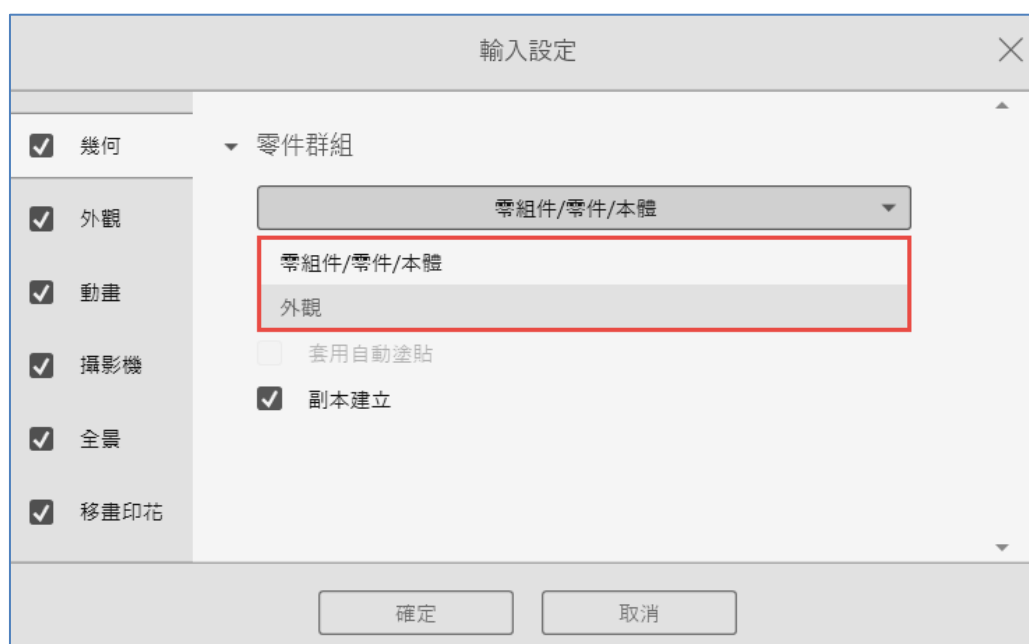 輸入設定
幾何
外觀
動畫
攝影機
全景
移畫印花
零件群組
零組件/零件/本體
零組件/零件/本體
外觀
套用自動塗貼
副本建立
確定
取消